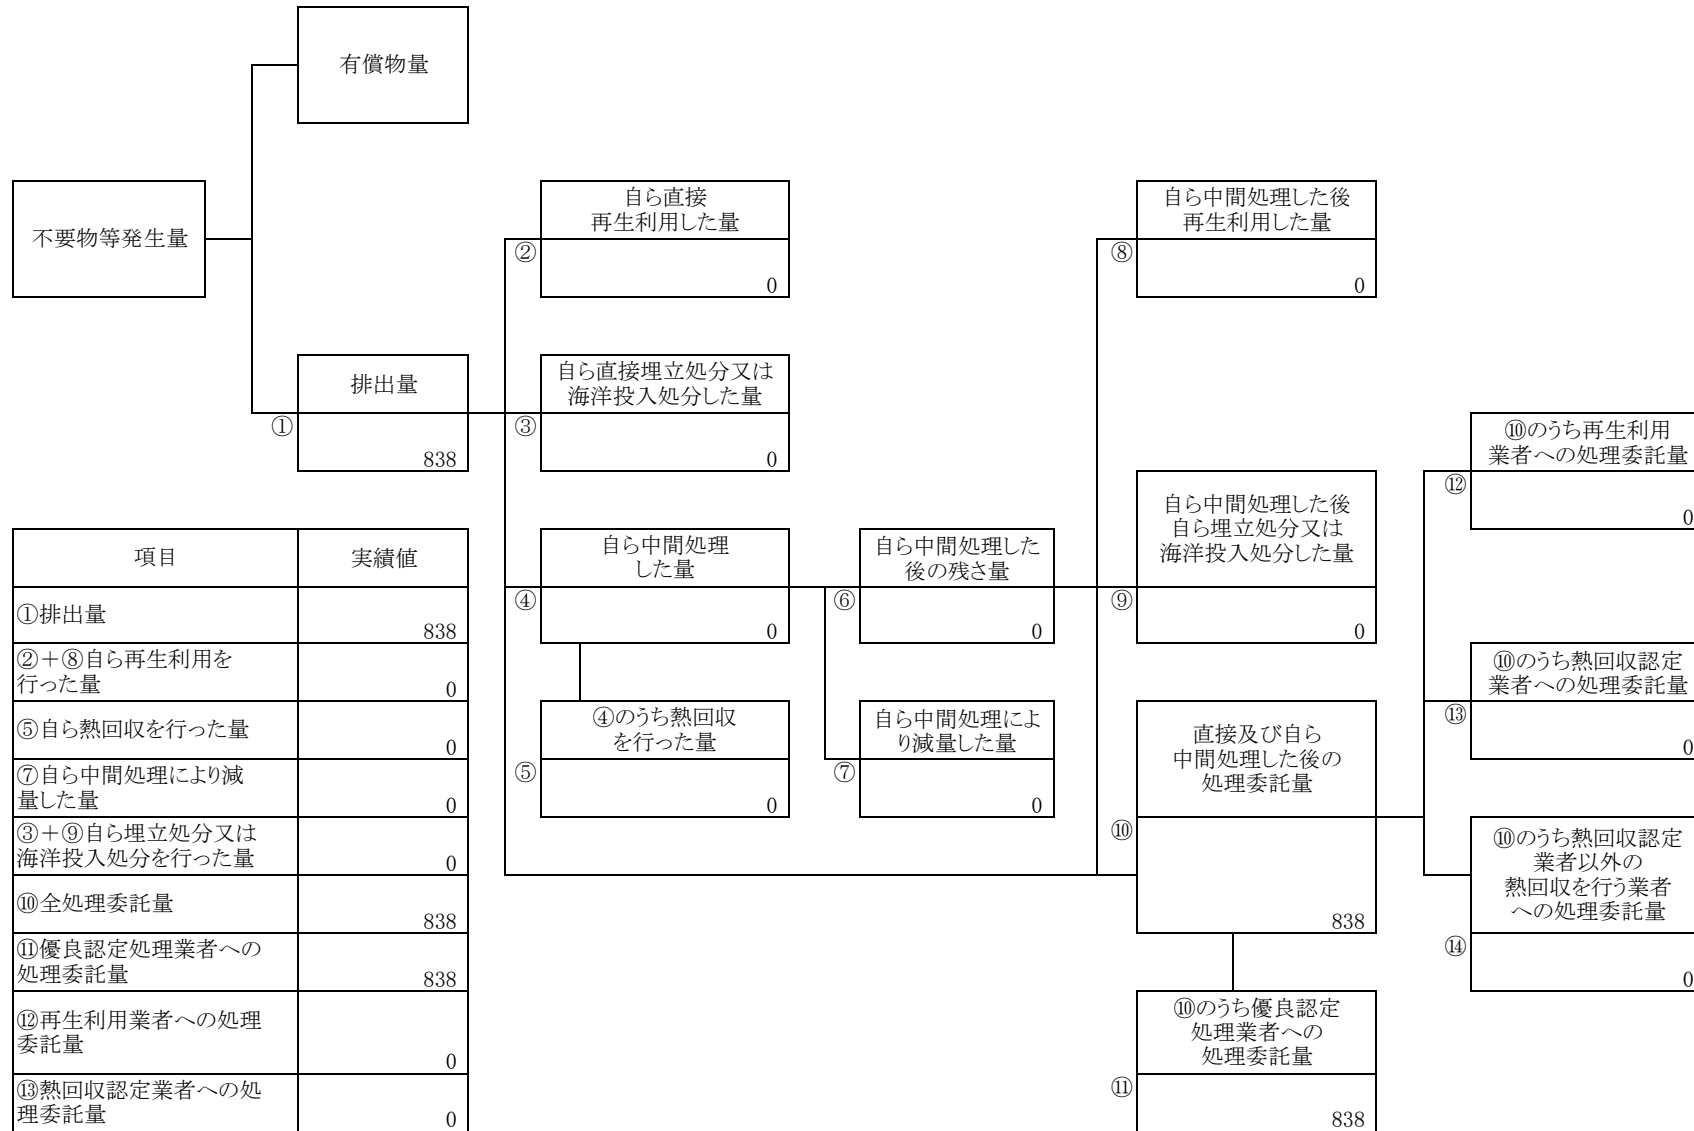 有償物量
不要物等発生量
自ら直接
再生利用した量
②
0
自ら中間処理した後
再生利用した量
⑧
0
排出量
①
838
自ら直接埋立処分又は
海洋投入処分した量
③
0
⑩のうち再生利用
業者への処理委託量
⑫
0
自ら中間処理
した量
④
0
自ら中間処理した
後の残さ量
⑥
0
自ら中間処理した後
自ら埋立処分又は
海洋投入処分した量
⑨
0
⑩のうち熱回収認定
業者への処理委託量
⑬
0
④のうち熱回収
を行った量
⑤
0
自ら中間処理によ
り減量した量
⑦
0
直接及び自ら
中間処理した後の
処理委託量
⑩
838
⑩のうち熱回収認定
業者以外の
熱回収を行う業者
への処理委託量
⑭
0
⑩のうち優良認定
処理業者への
処理委託量
⑪
838
項目
実績値
①排出量
838
②＋⑧自ら再生利用を
行った量
0
⑤自ら熱回収を行った量
0
⑦自ら中間処理により減
量した量
0
③＋⑨自ら埋立処分又は
海洋投入処分を行った量
0
⑩全処理委託量
838
⑪優良認定処理業者への
処理委託量
838
⑫再生利用業者への処理
委託量
0
⑬熱回収認定業者への処
理委託量
0